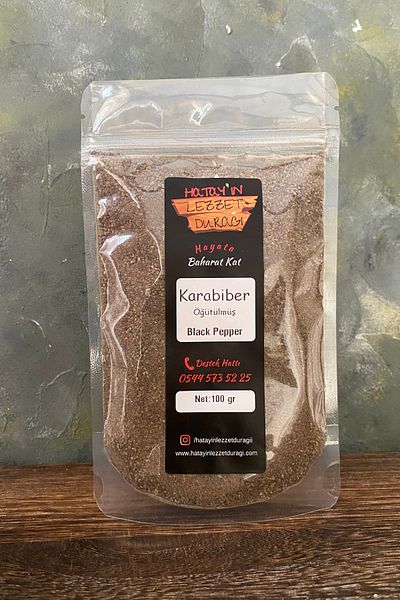 HATAY'IN
LEZZET
DURAGI
Hayata
Baharat Kat
Karabiber
Öğütülmüş
Black Pepper
Destek Hattı
0544 573 52 25
Net:100 gr
/hatayinlezzetduragii
www.hatayinlezzetduragi.com